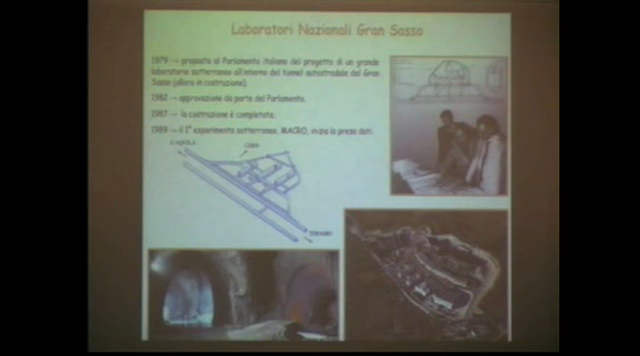 Laboratori Nazionali Gran Sasso
1979 → proposta al Parlamento italiano del progetto di un grande
laboratorio sotterraneo all'interno del tunnel autostradale del Gran
Sasso (allora in costruzione).
1982 → approvazione da parte del Parlamento.
1987 → la costruzione è completata.
1989 → il 1° esperimento sotterraneo, MACRO, inizia la presa dati.
L'AQUILA
TERAMO